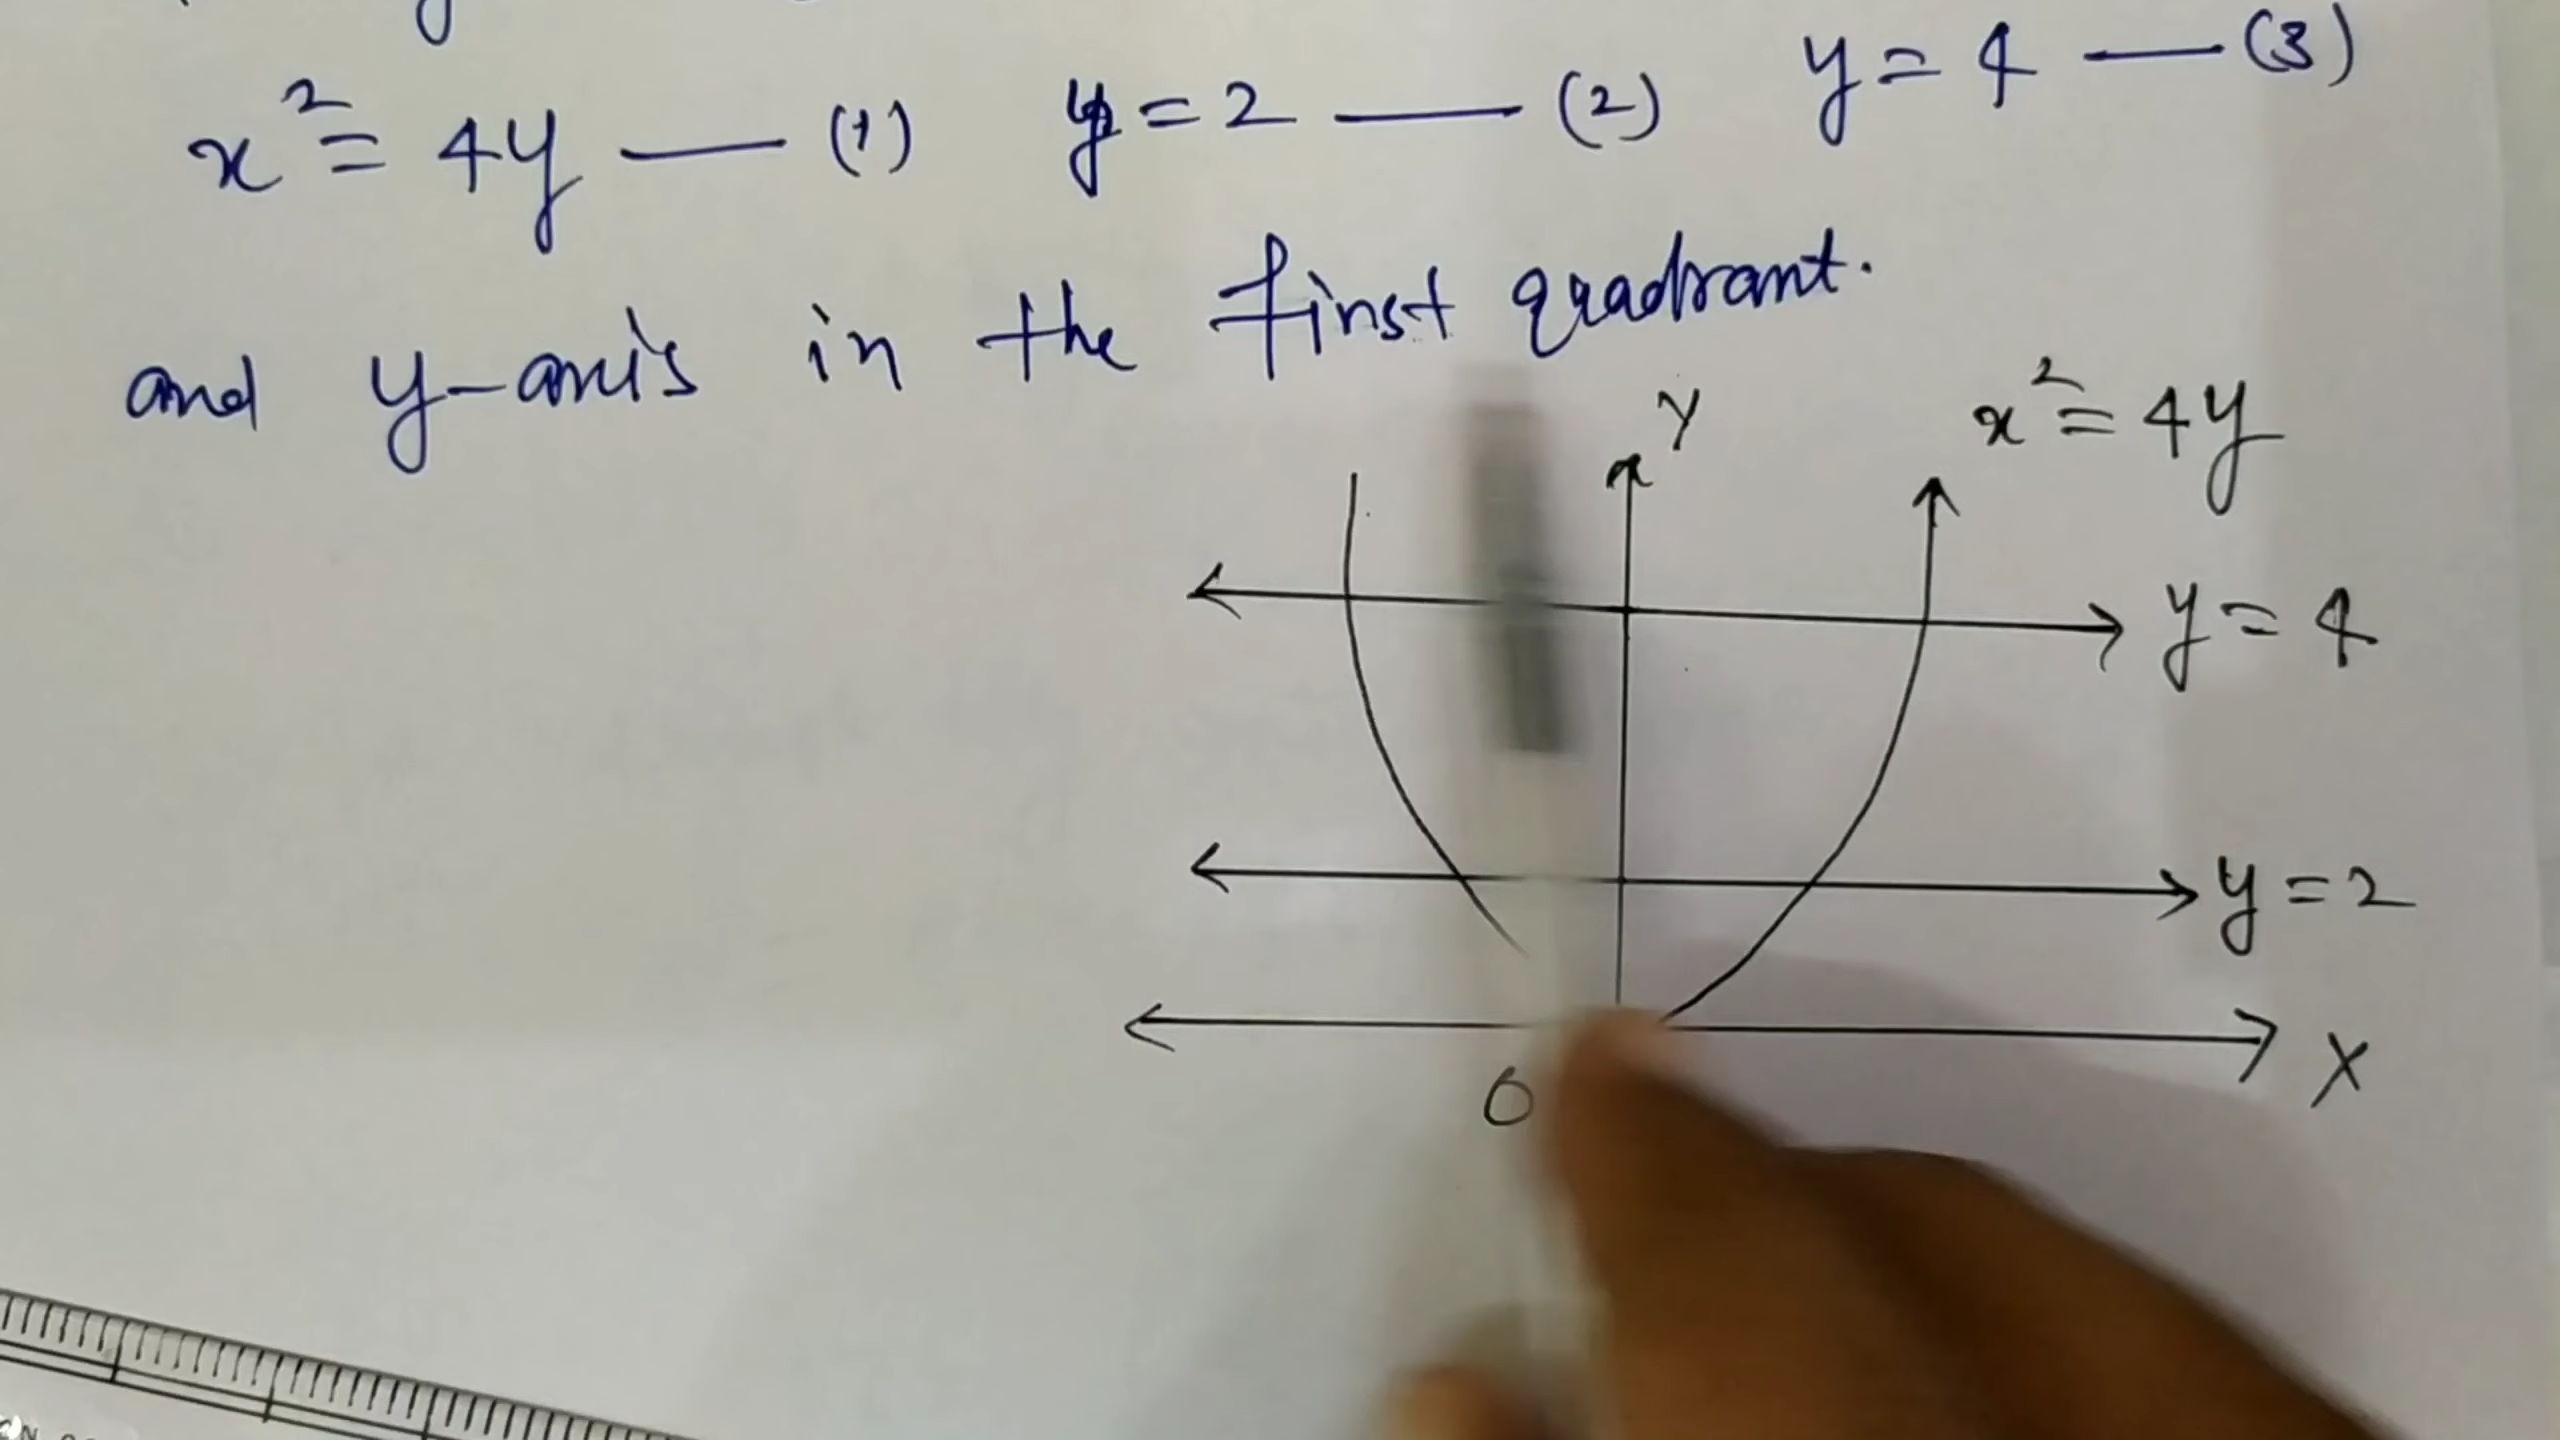 x² = 4y — (1) y = 2 — (2) y = 4 — (3)
and y-axis in the first quadrant.
Y
x² = 4y
y = 4
y = 2
X
O